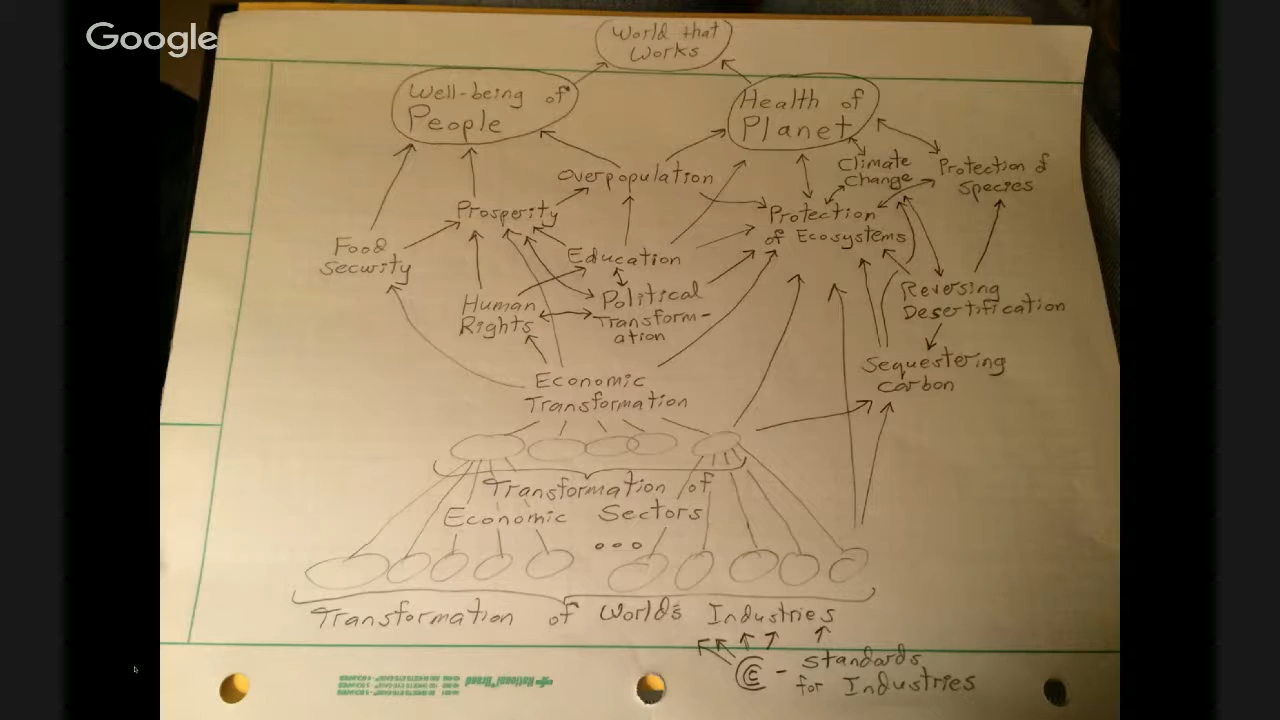 Google
World that
Works
Well-being of
People
Health of
Planet
Climate
Change
Protection of
Species
Overpopulation
Prosperity
Protection
of Ecosystems
Food
Security
Education
Human
Rights
Political
Transform-
ation
Reversing
Desertification
Sequestering
Carbon
Economic
Transformation
Transformation of
Economic Sectors
...
Transformation of World's Industries
C - Standards
for Industries
National Brand